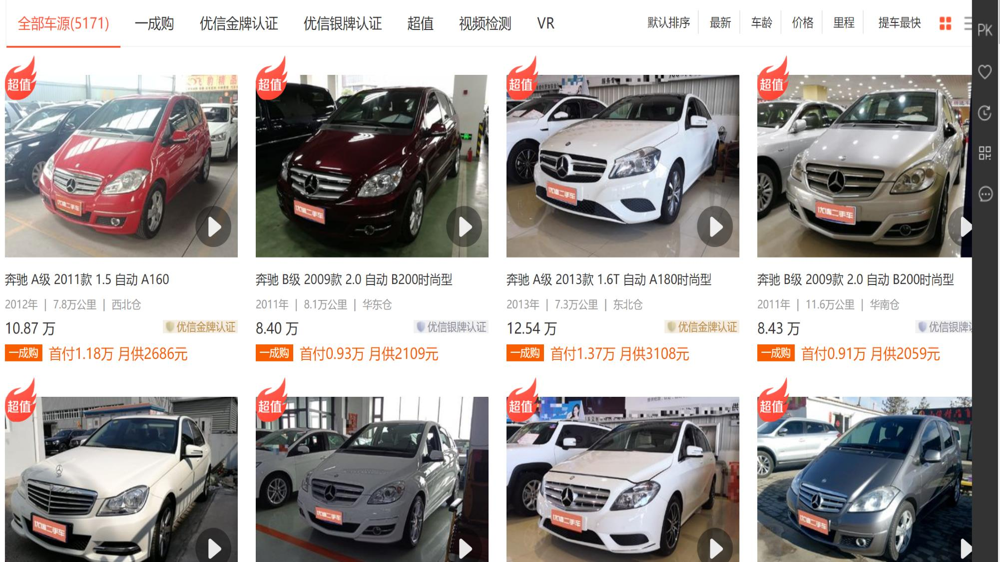 全部车源(5171) 一成购 优信金牌认证 优信银牌认证 超值 视频检测 VR 默认排序 最新 车龄 价格 里程 提车最快
PK
超值 超值 超值 超值
优信二手车 优信二手车 优信二手车 优信二手车
奔驰 A级 2011款 1.5 自动 A160
2012年 | 7.8万公里 | 西北仓
10.87 万 优信金牌认证
一成购 首付1.18万 月供2686元
奔驰 B级 2009款 2.0 自动 B200时尚型
2011年 | 8.1万公里 | 华东仓
8.40 万 优信银牌认证
一成购 首付0.93万 月供2109元
奔驰 A级 2013款 1.6T 自动 A180时尚型
2013年 | 7.3万公里 | 东北仓
12.54 万 优信金牌认证
一成购 首付1.37万 月供3108元
奔驰 B级 2009款 2.0 自动 B200时尚型
2011年 | 11.6万公里 | 华南仓
8.43 万 优信银牌
一成购 首付0.91万 月供2059元
超值 超值 超值 超值
优信二手车 优信二手车 优信二手车 优信二手车